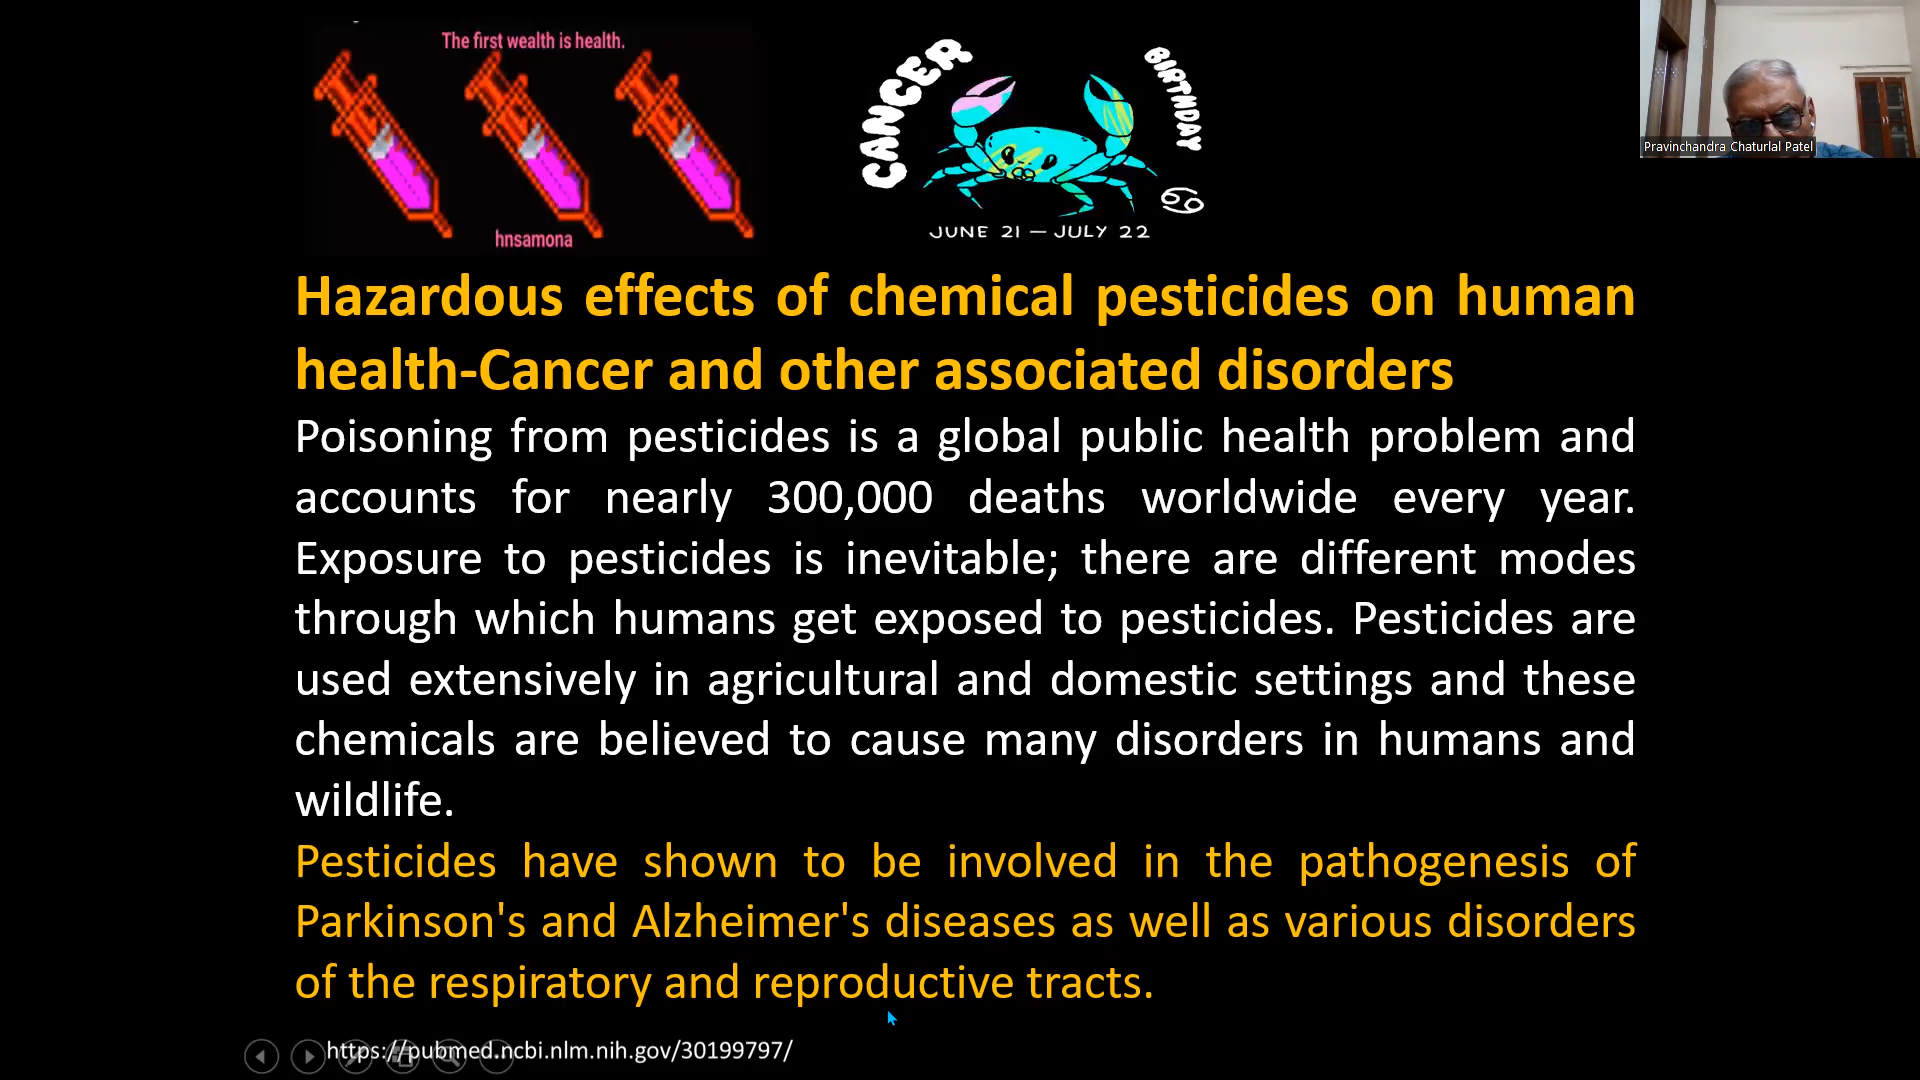 The first wealth is health.
hnsamona
CANCER
BIRTHDAY
JUNE 21 — JULY 22
Pravinchandra Chaturlal Patel
Hazardous effects of chemical pesticides on human
health-Cancer and other associated disorders
Poisoning from pesticides is a global public health problem and
accounts for nearly 300,000 deaths worldwide every year.
Exposure to pesticides is inevitable; there are different modes
through which humans get exposed to pesticides. Pesticides are
used extensively in agricultural and domestic settings and these
chemicals are believed to cause many disorders in humans and
wildlife.
Pesticides have shown to be involved in the pathogenesis of
Parkinson's and Alzheimer's diseases as well as various disorders
of the respiratory and reproductive tracts.
https://pubmed.ncbi.nlm.nih.gov/30199797/